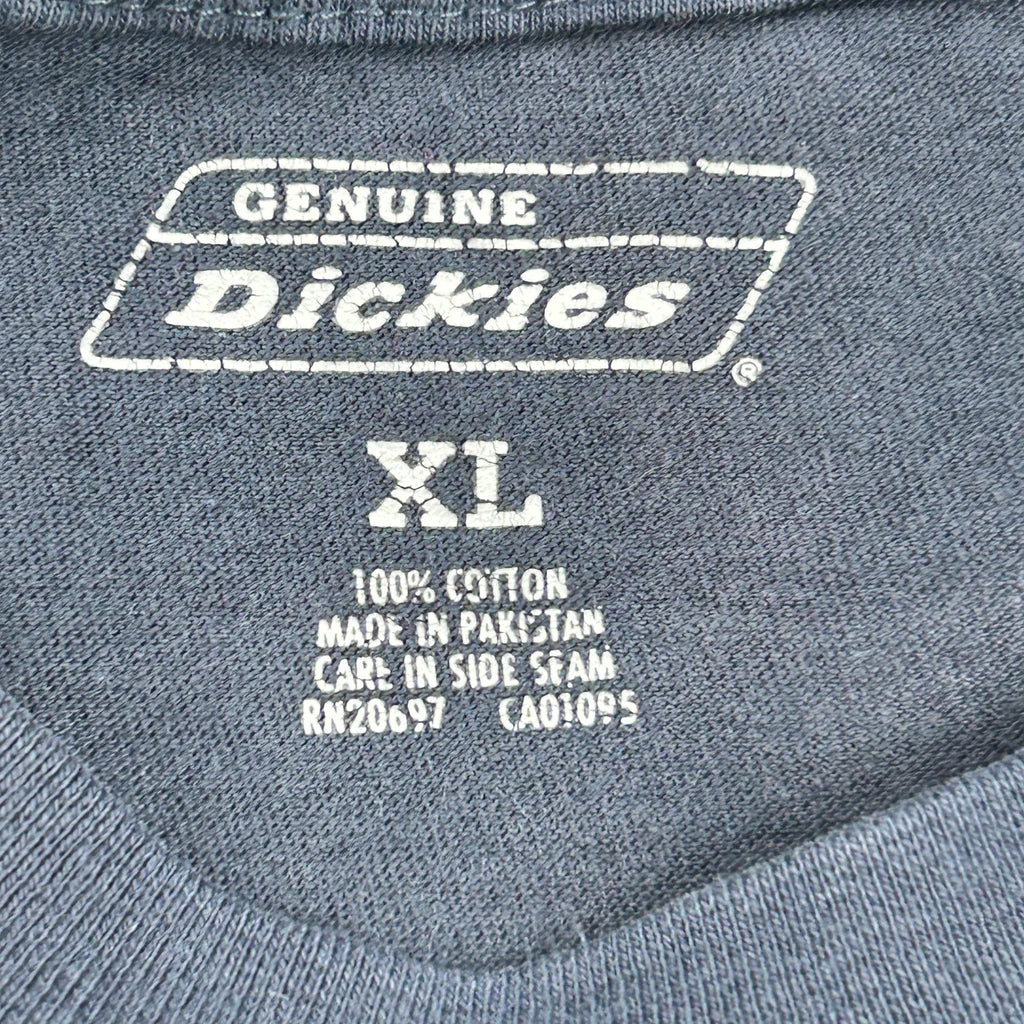 GENUINE
Dickies®
XL
100% COTTON
MADE IN PAKISTAN
CARE IN SIDE SEAM
RN20697 CA01095